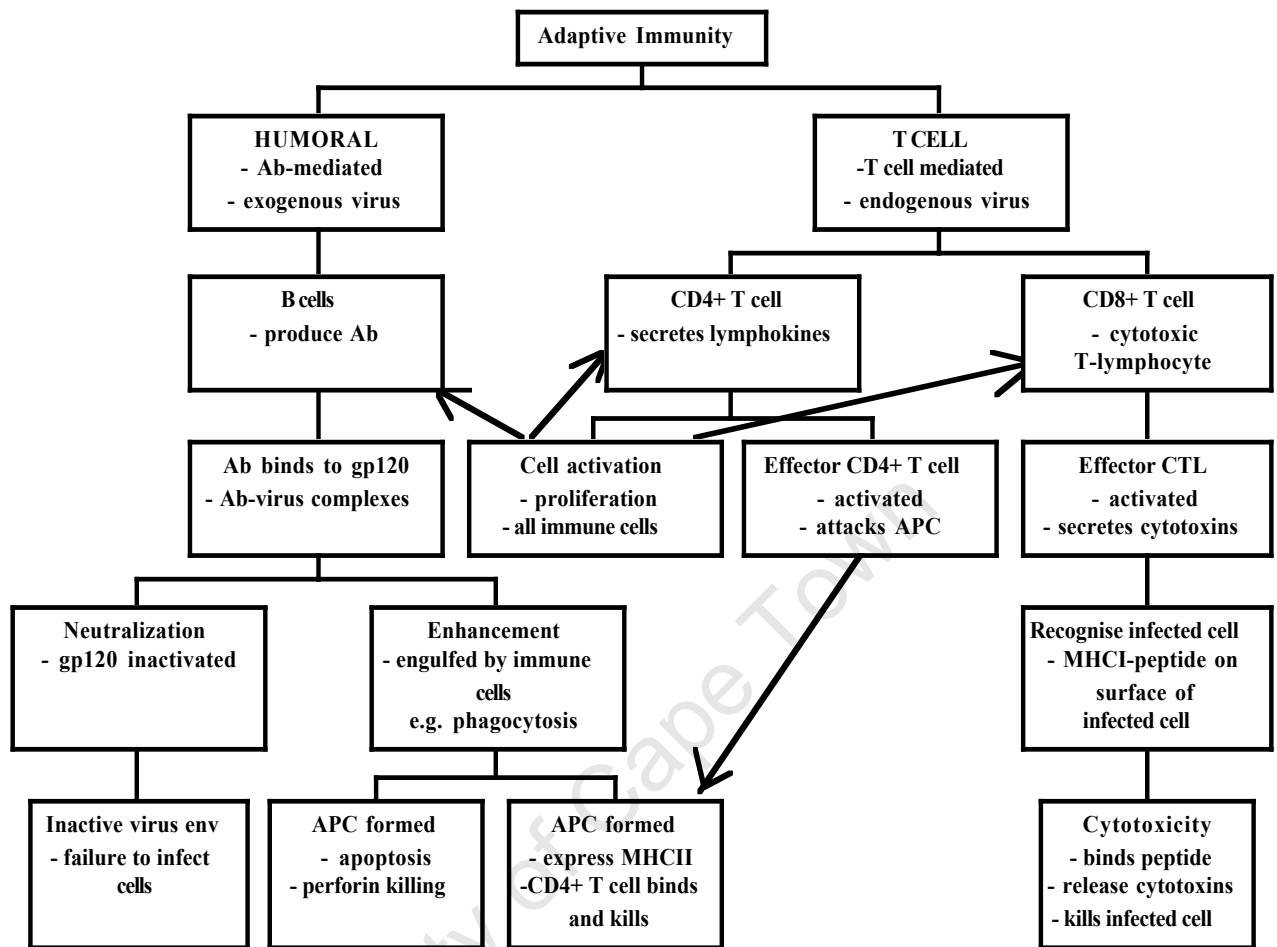 Adaptive Immunity
HUMORAL
- Ab-mediated
- exogenous virus
T CELL
-T cell mediated
- endogenous virus
B cells
- produce Ab
CD4+ T cell
- secretes lymphokines
CD8+ T cell
- cytotoxic
T-lymphocyte
Ab binds to gp120
- Ab-virus complexes
Cell activation
- proliferation
- all immune cells
Effector CD4+ T cell
- activated
- attacks APC
Effector CTL
- activated
- secretes cytotoxins
Neutralization
- gp120 inactivated
Enhancement
- engulfed by immune
cells
e.g. phagocytosis
Recognise infected cell
- MHCI-peptide on
surface of
infected cell
Inactive virus env
- failure to infect
cells
APC formed
- apoptosis
- perforin killing
APC formed
- express MHCII
-CD4+ T cell binds
and kills
Cytotoxicity
- binds peptide
- release cytotoxins
- kills infected cell
ty of Cape Town